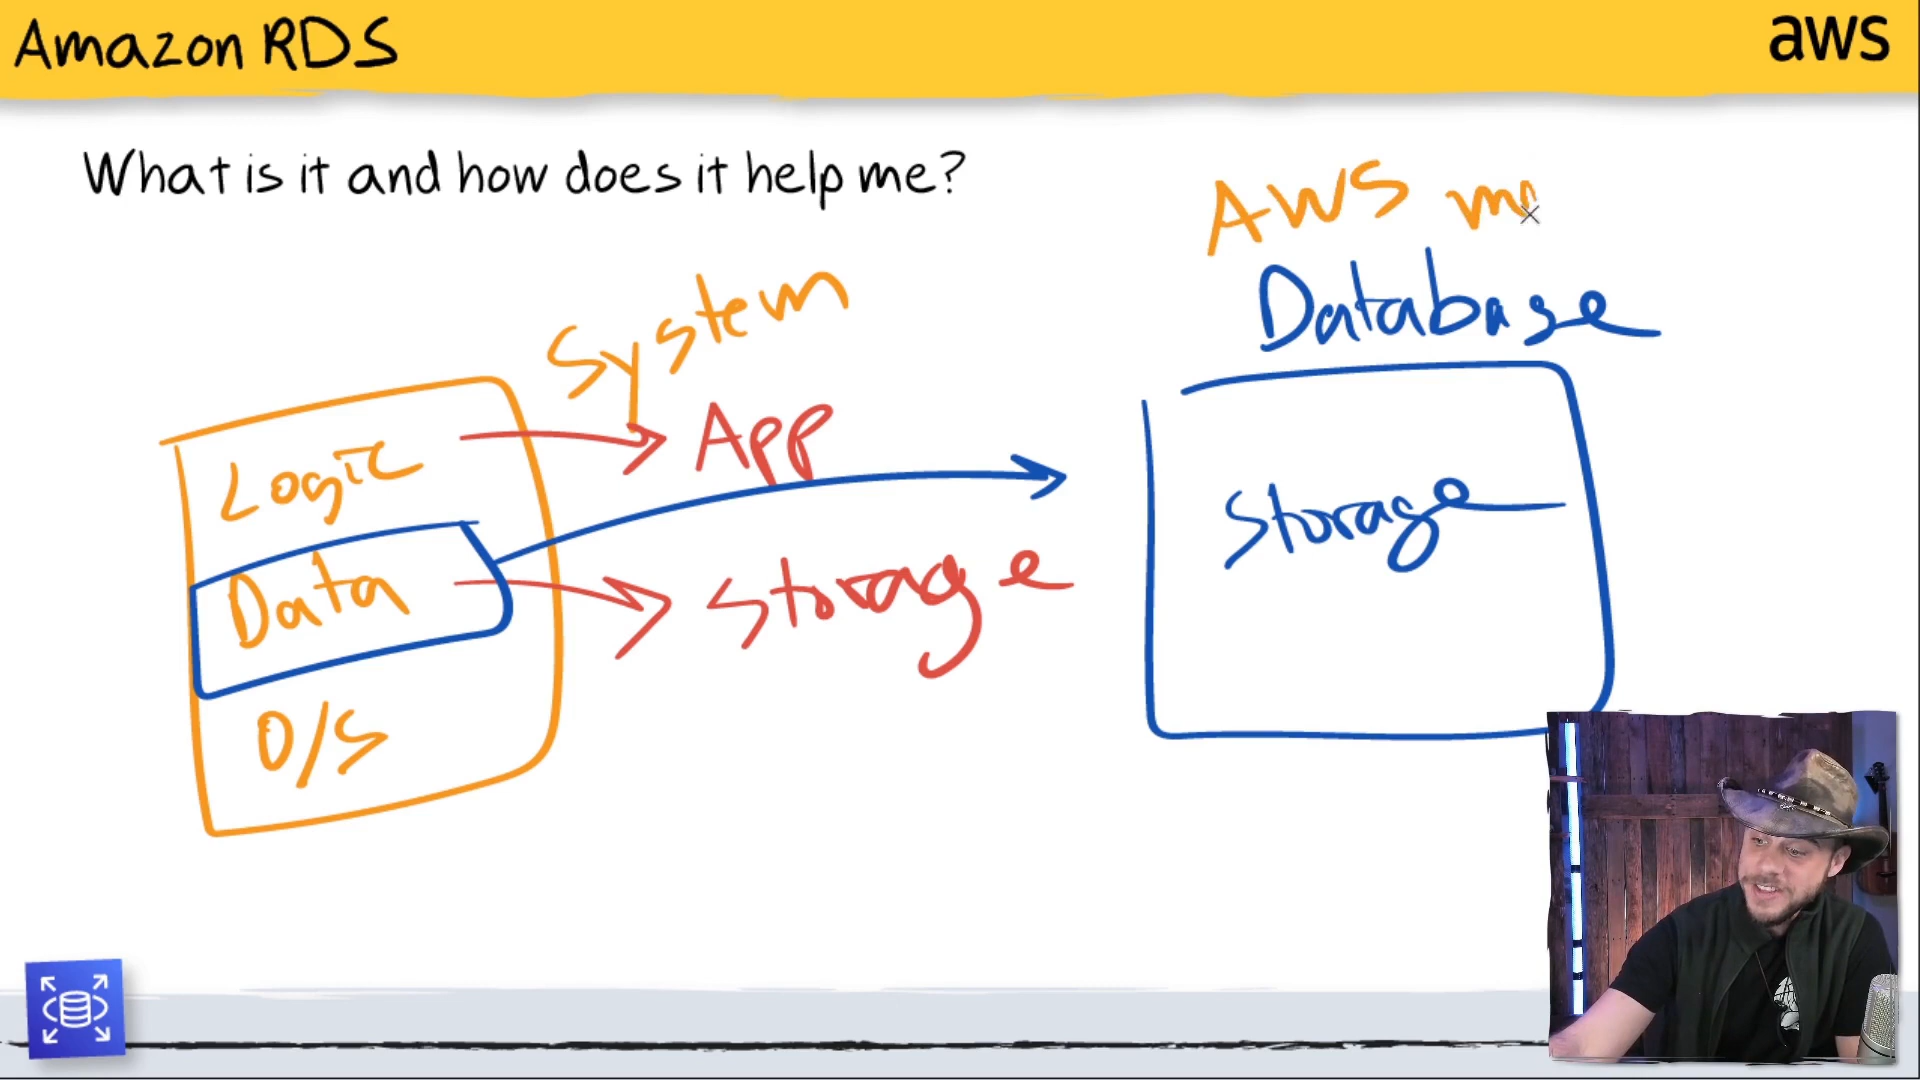 Amazon RDS
aws
What is it and how does it help me?
AWS
Database
System
Logic
App
Data
Storage
Storage
O/S